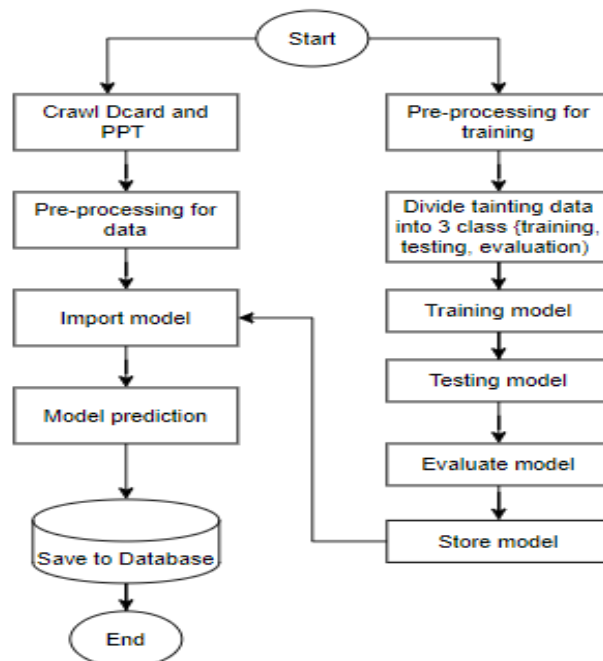 Start
Crawl Dcard and
PPT
Pre-processing for
data
Import model
Model prediction
Save to Database
End
Pre-processing for
training
Divide tainting data
into 3 class {training,
testing, evaluation)
Training model
Testing model
Evaluate model
Store model